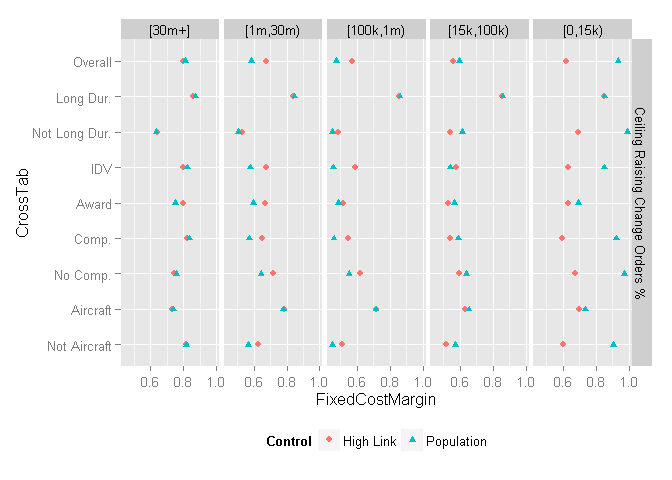 [30m+] [1m,30m) [100k,1m) [15k,100k) [0,15k)
Overall
Long Dur.
Not Long Dur.
IDV
Award
Comp.
No Comp.
Aircraft
Not Aircraft
CrossTab
Ceiling Raising Change Orders %
0.6 0.8 1.0 0.6 0.8 1.0 0.6 0.8 1.0 0.6 0.8 1.0 0.6 0.8 1.0
FixedCostMargin
Control High Link Population